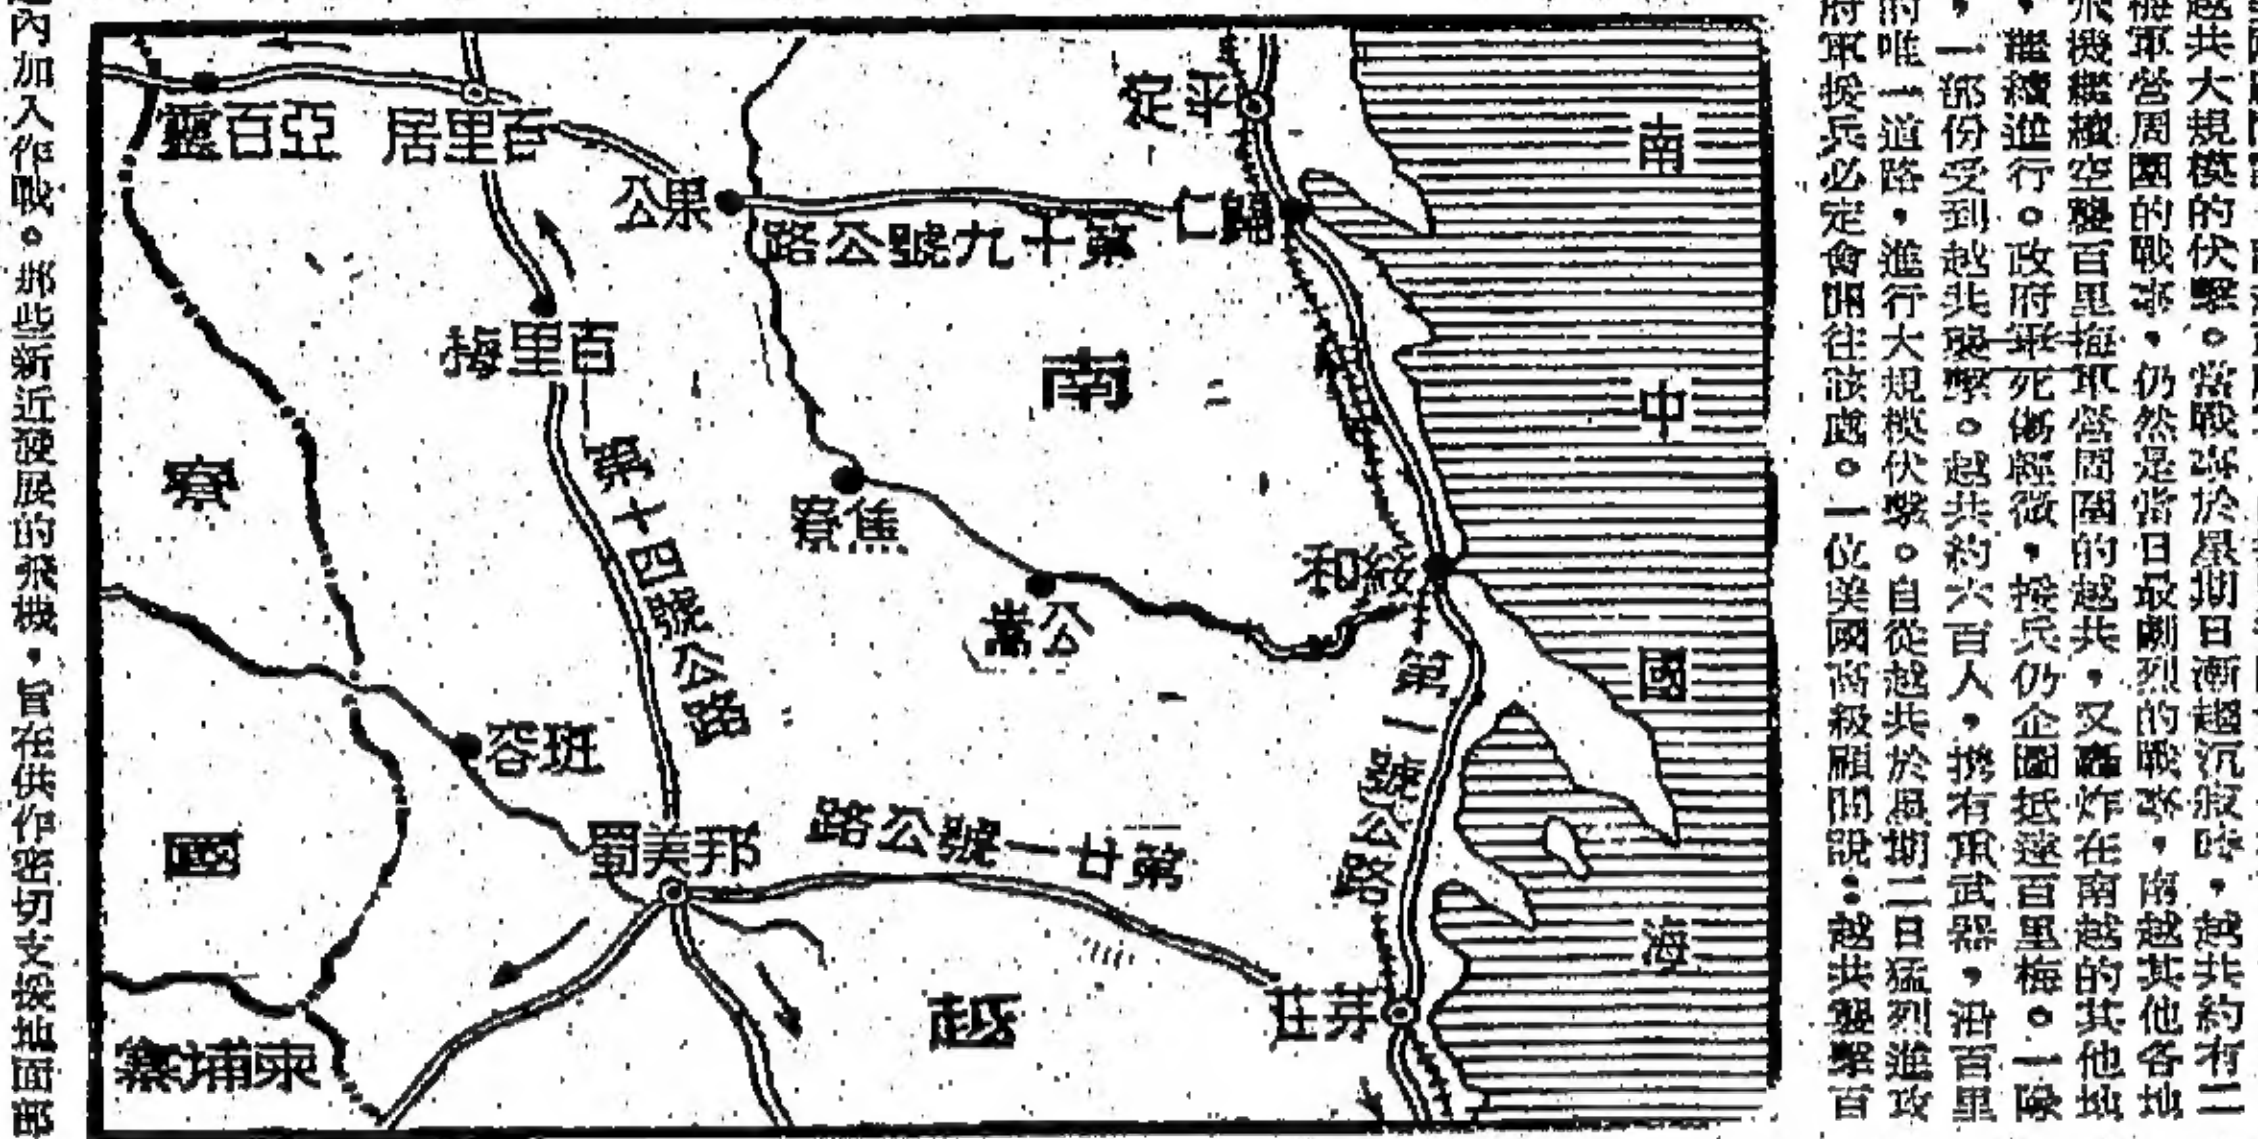 越共大規模的伏擊。當戰事於星期日漸趨沉寂時，越共約有二
梅軍營周圍的戰事，仍然是當日最劇烈的戰事，南越其他各地
飛機繼續空襲百里梅軍營周圍的越共，又轟炸在南越的其他地
，繼續進行。政府軍死傷輕微，援兵仍企圖抵達百里梅。一隊
，一部份受到越共襲擊。越共約六百人，携有重武器，沿百里
的唯一道路，進行大規模伏擊。自從越共於星期二日猛烈進攻
府軍援兵必定會開往該處。一位美國高級顧問說：越共襲擊百
南中國海
平定
歸仁
第十九號公路
公果
百里居
亞百靈
百里梅
第十四號公路
南
寮
焦寮
公嵩
綏和
第一號公路
班容
邦美蜀
第廿一號公路
國
越
芽莊
柬埔寨
內加入作戰。那些新近發展的飛機，旨在供作密切支援地面部